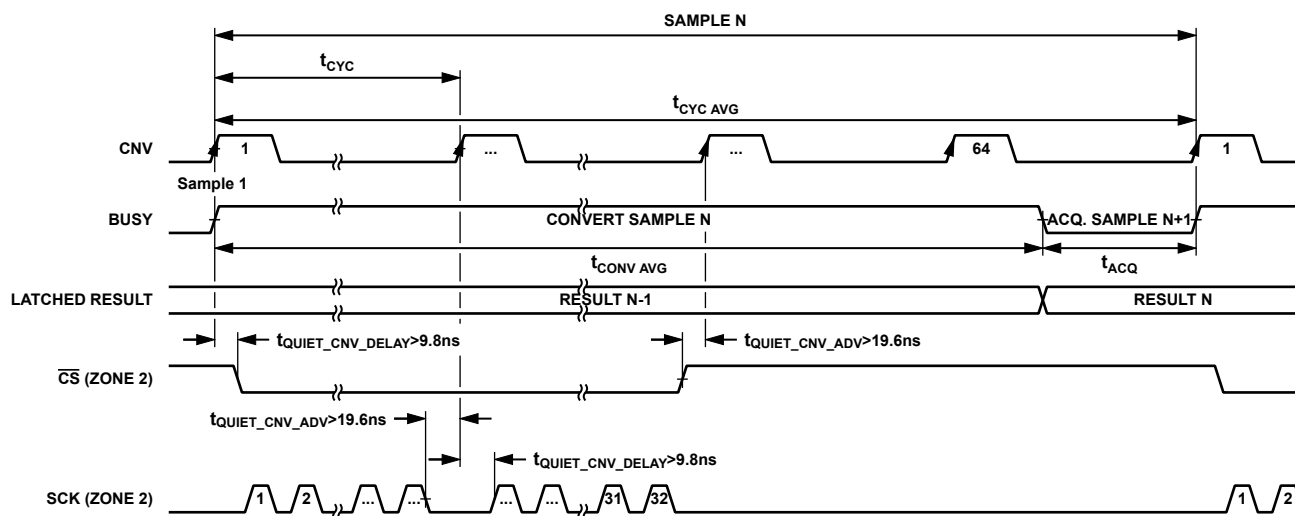 SAMPLE N
tCYC
tCYC AVG
CNV 1 ... ... 64 1
Sample 1
BUSY CONVERT SAMPLE N ACQ. SAMPLE N+1
tCONV AVG tACQ
LATCHED RESULT RESULT N-1 RESULT N
tQUIET_CNV_DELAY>9.8ns tQUIET_CNV_ADV>19.6ns
CS (ZONE 2)
tQUIET_CNV_ADV>19.6ns
tQUIET_CNV_DELAY>9.8ns
SCK (ZONE 2) 1 2 ... ... ... ... 31 32 1 2